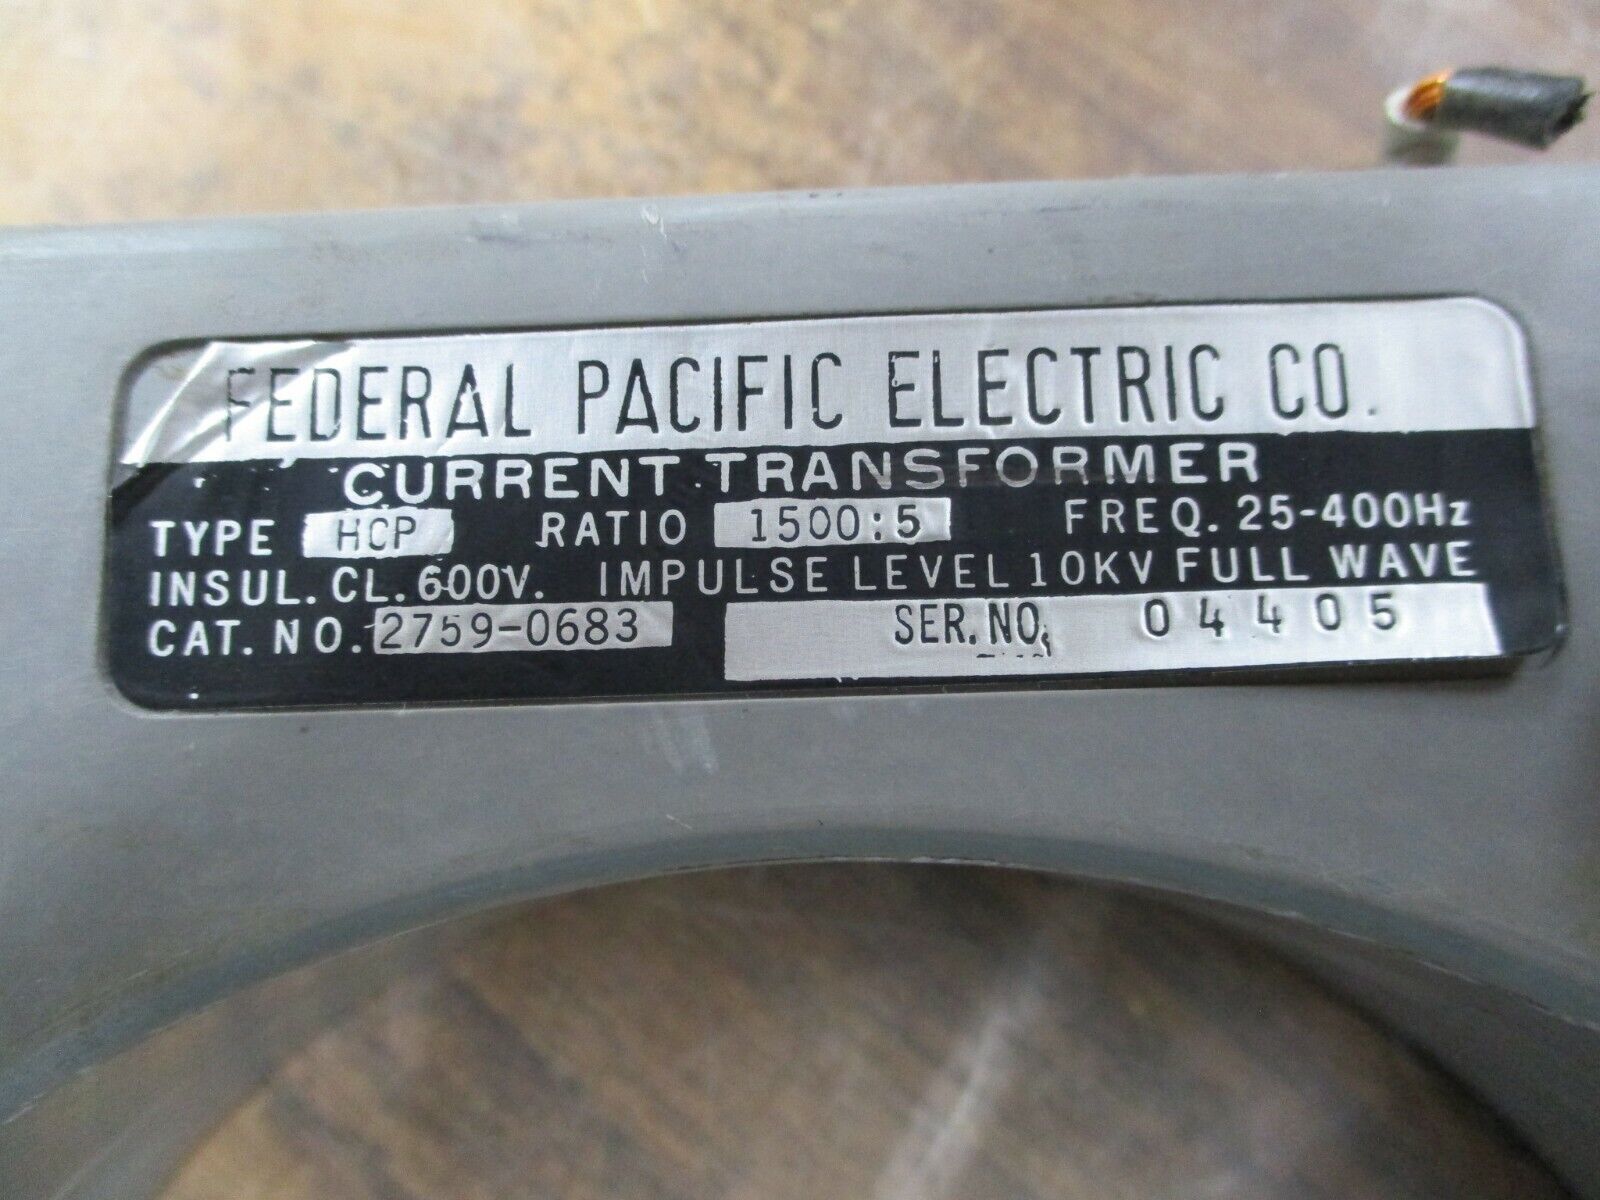 FEDERAL PACIFIC ELECTRIC CO.
CURRENT TRANSFORMER
TYPE HCP RATIO 1500:5 FREQ. 25-400Hz
INSUL. CL. 600V. IMPULSE LEVEL 10KV FULL WAVE
CAT. NO. 2759-0683 SER. NO. 04405